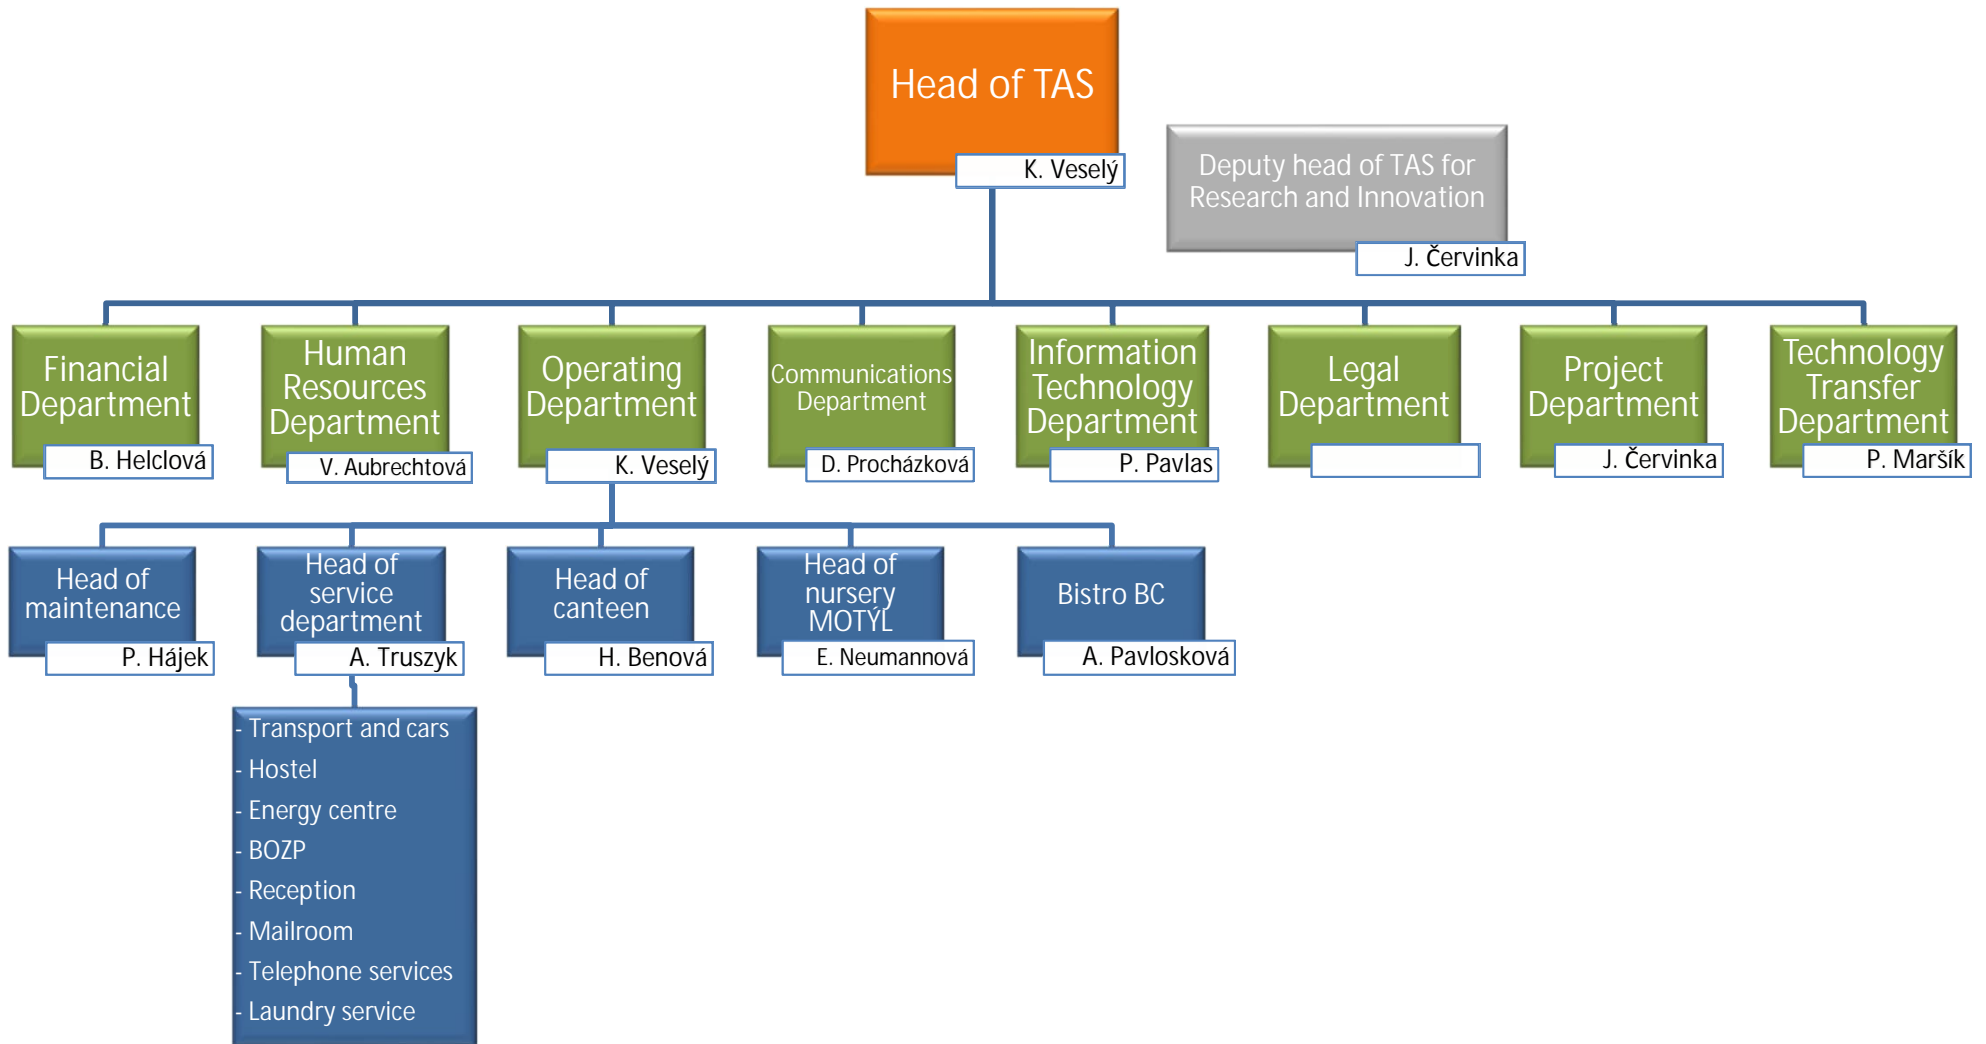 Head of TAS
K. Veselý
Deputy head of TAS for
Research and Innovation
J. Červinka
Financial
Department
B. Helclová
Human
Resources
Department
V. Aubrechtová
Operating
Department
K. Veselý
Communications
Department
D. Procházková
Information
Technology
Department
P. Pavlas
Legal
Department
Project
Department
J. Červinka
Technology
Transfer
Department
P. Maršík
Head of
maintenance
P. Hájek
Head of
service
department
A. Truszyk
Head of
canteen
H. Benová
Head of
nursery
MOTÝL
E. Neumannová
Bistro BC
A. Pavlosková
- Transport and cars
- Hostel
- Energy centre
- BOZP
- Reception
- Mailroom
- Telephone services
- Laundry service